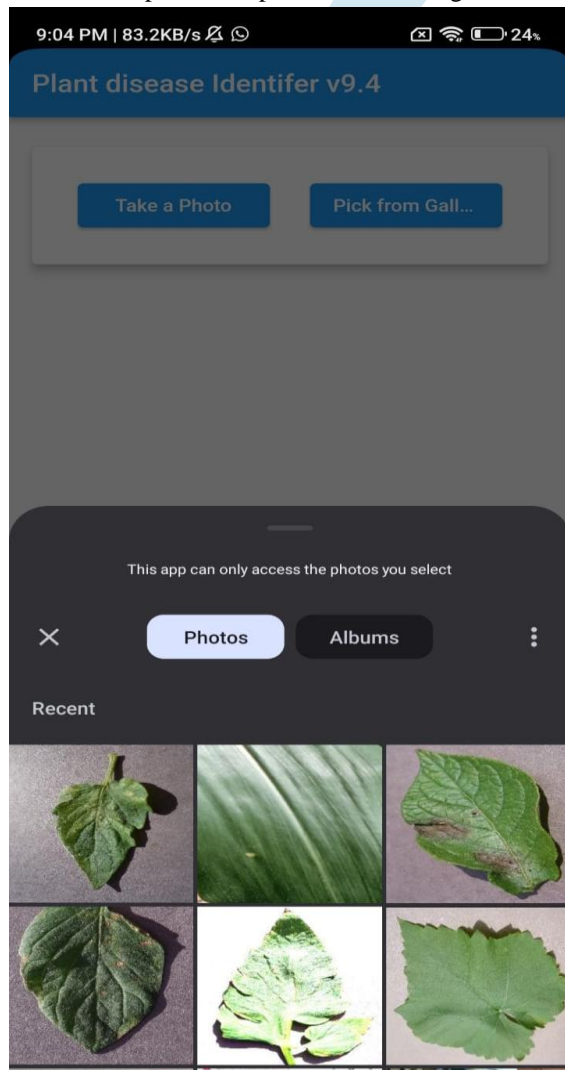 9:04 PM | 83.2KB/s
24%
Plant disease Identifer v9.4
Take a Photo
Pick from Gall...
This app can only access the photos you select
Photos
Albums
Recent